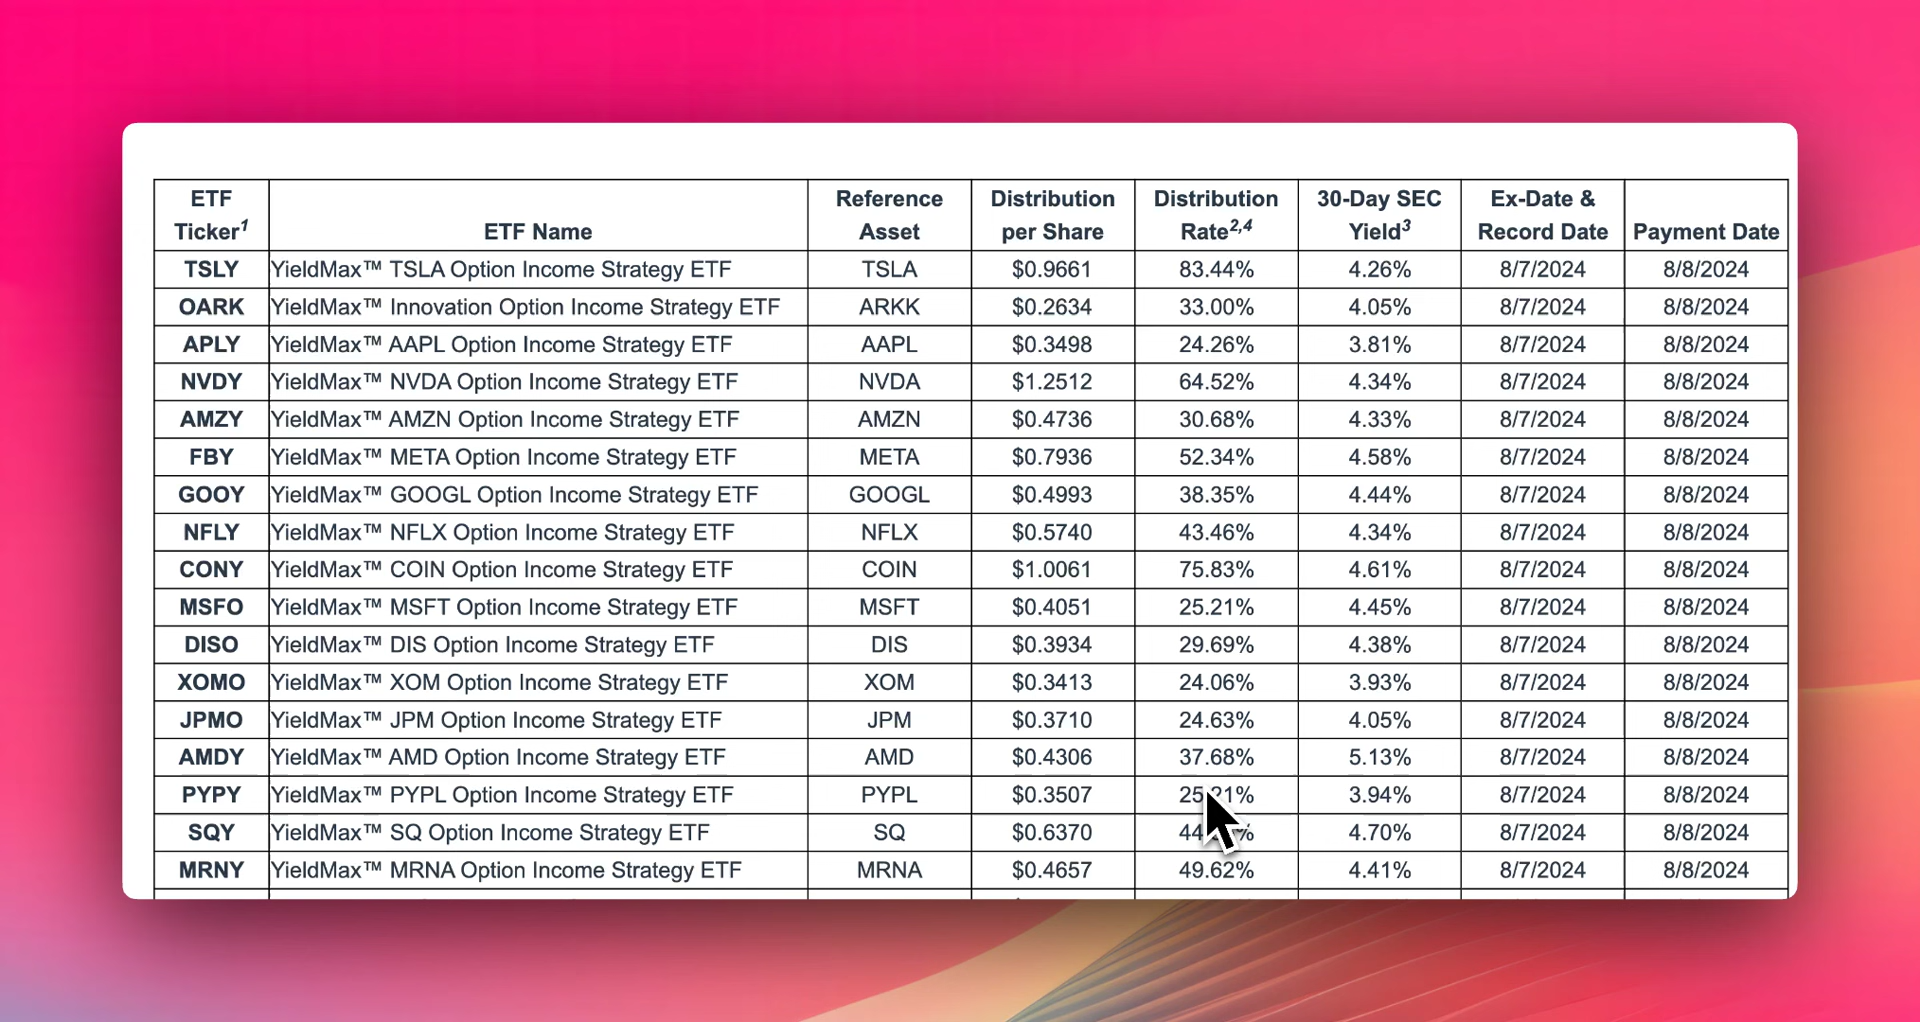 ETF Ticker1 ETF Name Reference Asset Distribution per Share Distribution Rate2,4 30-Day SEC Yield3 Ex-Date & Record Date Payment Date
TSLY YieldMax™ TSLA Option Income Strategy ETF TSLA $0.9661 83.44% 4.26% 8/7/2024 8/8/2024
OARK YieldMax™ Innovation Option Income Strategy ETF ARKK $0.2634 33.00% 4.05% 8/7/2024 8/8/2024
APLY YieldMax™ AAPL Option Income Strategy ETF AAPL $0.3498 24.26% 3.81% 8/7/2024 8/8/2024
NVDY YieldMax™ NVDA Option Income Strategy ETF NVDA $1.2512 64.52% 4.34% 8/7/2024 8/8/2024
AMZY YieldMax™ AMZN Option Income Strategy ETF AMZN $0.4736 30.68% 4.33% 8/7/2024 8/8/2024
FBY YieldMax™ META Option Income Strategy ETF META $0.7936 52.34% 4.58% 8/7/2024 8/8/2024
GOOY YieldMax™ GOOGL Option Income Strategy ETF GOOGL $0.4993 38.35% 4.44% 8/7/2024 8/8/2024
NFLY YieldMax™ NFLX Option Income Strategy ETF NFLX $0.5740 43.46% 4.34% 8/7/2024 8/8/2024
CONY YieldMax™ COIN Option Income Strategy ETF COIN $1.0061 75.83% 4.61% 8/7/2024 8/8/2024
MSFO YieldMax™ MSFT Option Income Strategy ETF MSFT $0.4051 25.21% 4.45% 8/7/2024 8/8/2024
DISO YieldMax™ DIS Option Income Strategy ETF DIS $0.3934 29.69% 4.38% 8/7/2024 8/8/2024
XOMO YieldMax™ XOM Option Income Strategy ETF XOM $0.3413 24.06% 3.93% 8/7/2024 8/8/2024
JPMO YieldMax™ JPM Option Income Strategy ETF JPM $0.3710 24.63% 4.05% 8/7/2024 8/8/2024
AMDY YieldMax™ AMD Option Income Strategy ETF AMD $0.4306 37.68% 5.13% 8/7/2024 8/8/2024
PYPY YieldMax™ PYPL Option Income Strategy ETF PYPL $0.3507 3.94% 8/7/2024 8/8/2024
SQY YieldMax™ SQ Option Income Strategy ETF SQ $0.6370 4.70% 8/7/2024 8/8/2024
MRNY YieldMax™ MRNA Option Income Strategy ETF MRNA $0.4657 49.62% 4.41% 8/7/2024 8/8/2024